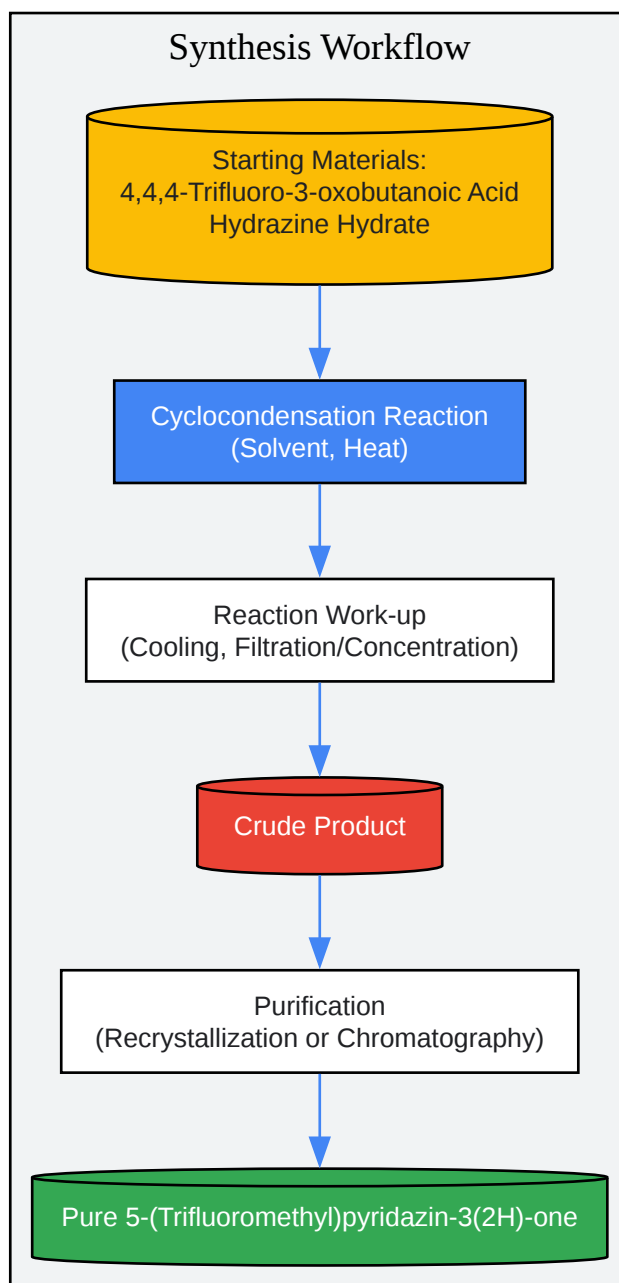 Synthesis Workflow
Starting Materials:
4,4,4-Trifluoro-3-oxobutanoic Acid
Hydrazine Hydrate
Cyclocondensation Reaction
(Solvent, Heat)
Reaction Work-up
(Cooling, Filtration/Concentration)
Crude Product
Purification
(Recrystallization or Chromatography)
Pure 5-(Trifluoromethyl)pyridazin-3(2H)-one